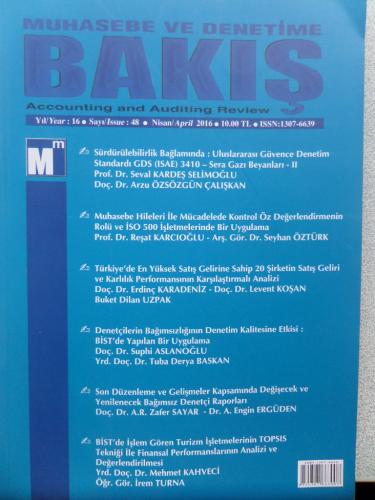 MUHASEBE VE DENETİME
BAKIŞ
Accounting and Auditing Review
Yıl/Year : 16 ● Sayı/Issue : 48 ● Nisan/April 2016 ● 10.00 TL ● ISSN:1307-6639
Mm
Sürdürülebilirlik Bağlamında : Uluslararası Güvence Denetim
Standardı GDS (ISAE) 3410 – Sera Gazı Beyanları - II
Prof. Dr. Seval KARDEŞ SELİMOĞLU
Doç. Dr. Arzu ÖZSÖZGÜN ÇALIŞKAN
Muhasebe Hileleri İle Mücadelede Kontrol Öz Değerlendirmenin
Rolü ve İSO 500 İşletmelerinde Bir Uygulama
Prof. Dr. Reşat KARCIOĞLU - Arş. Gör. Dr. Seyhan ÖZTÜRK
Türkiye'de En Yüksek Satış Gelirine Sahip 20 Şirketin Satış Geliri
ve Karlılık Performansının Karşılaştırmalı Analizi
Doç. Dr. Erdinç KARADENİZ - Doç. Dr. Levent KOŞAN
Buket Dilan UZPAK
Denetçilerin Bağımsızlığının Denetim Kalitesine Etkisi :
BİST'de Yapılan Bir Uygulama
Doç. Dr. Suphi ASLANOĞLU
Yrd. Doç. Dr. Tuba Derya BASKAN
Son Düzenleme ve Gelişmeler Kapsamında Değişecek ve
Yenilenecek Bağımsız Denetçi Raporları
Doç. Dr. A.R. Zafer SAYAR - Dr. A. Engin ERGÜDEN
BİST'de İşlem Gören Turizm İşletmelerinin TOPSIS
Tekniği İle Finansal Performanslarının Analizi ve
Değerlendirilmesi
Yrd. Doç. Dr. Mehmet KAHVECİ
Öğr. Gör. İrem TURNA